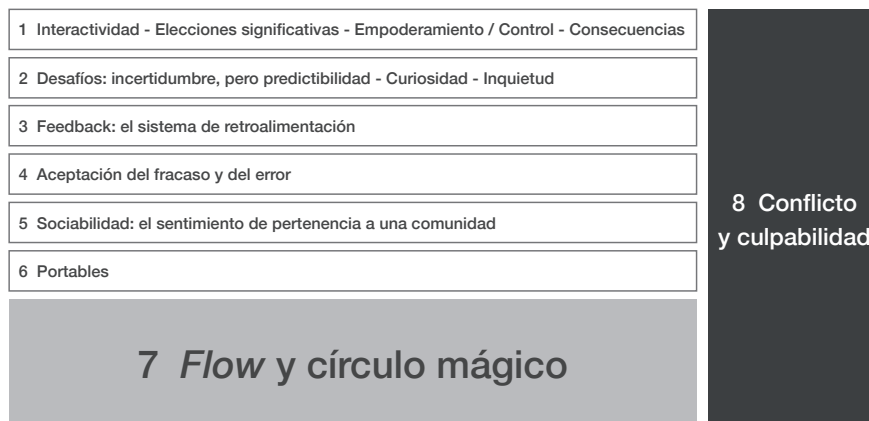 1 Interactividad - Elecciones significativas - Empoderamiento / Control - Consecuencias
2 Desafíos: incertidumbre, pero predictibilidad - Curiosidad - Inquietud
3 Feedback: el sistema de retroalimentación
4 Aceptación del fracaso y del error
5 Sociabilidad: el sentimiento de pertenencia a una comunidad
6 Portables
7 Flow y círculo mágico
8 Conflicto
y culpabilidad